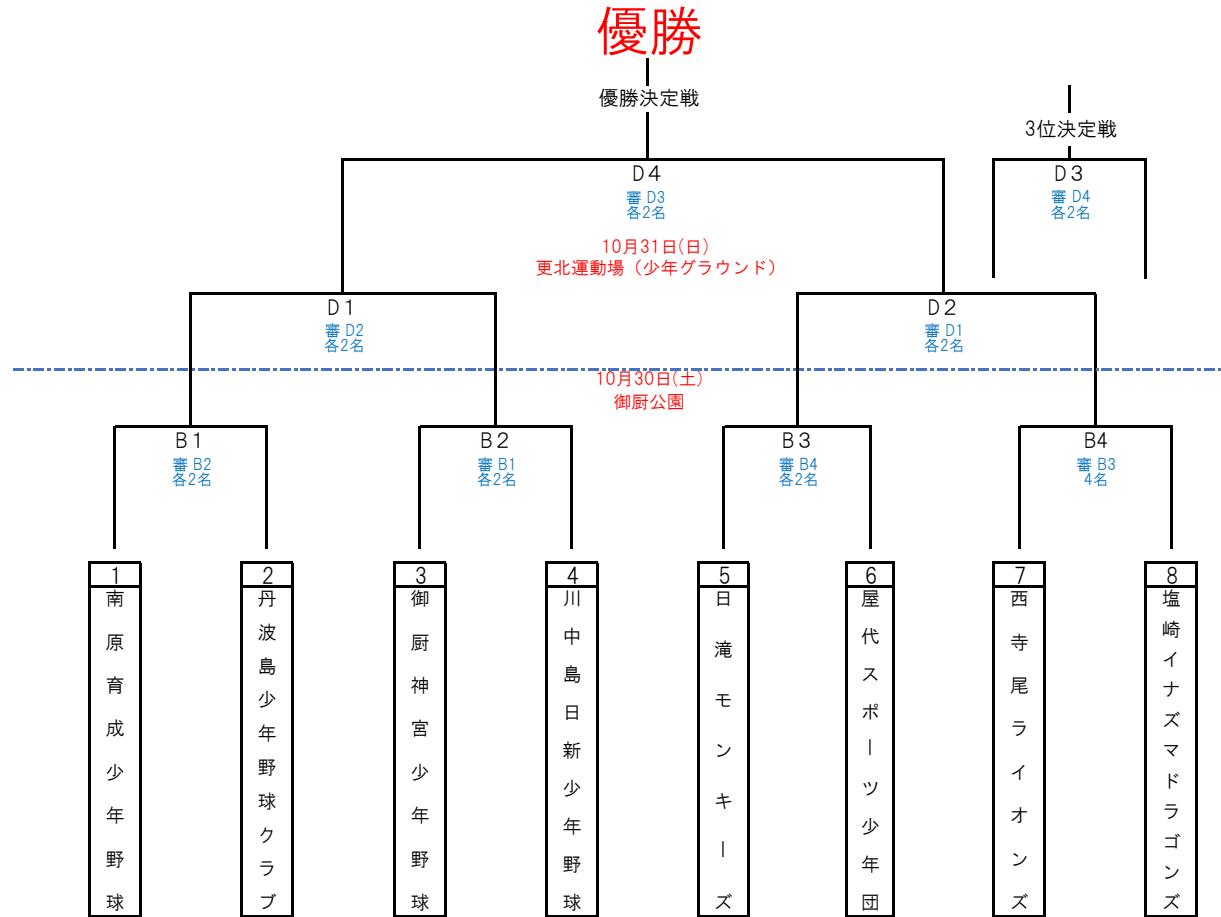 優勝
優勝決定戦
3位決定戦
D4
審 D3
各2名
D3
審 D4
各2名
10月31日(日)
更北運動場（少年グラウンド）
D1
審 D2
各2名
D2
審 D1
各2名
10月30日(土)
御厨公園
B1
審 B2
各2名
B2
審 B1
各2名
B3
審 B4
各2名
B4
審 B3
4名
1
南原育成少年野球
2
丹波島少年野球クラブ
3
御厨神宮少年野球
4
川中島日新少年野球
5
日滝モンキーズ
6
屋代スポーツ少年団
7
西寺尾ライオンズ
8
塩崎イナズマドラゴンズ